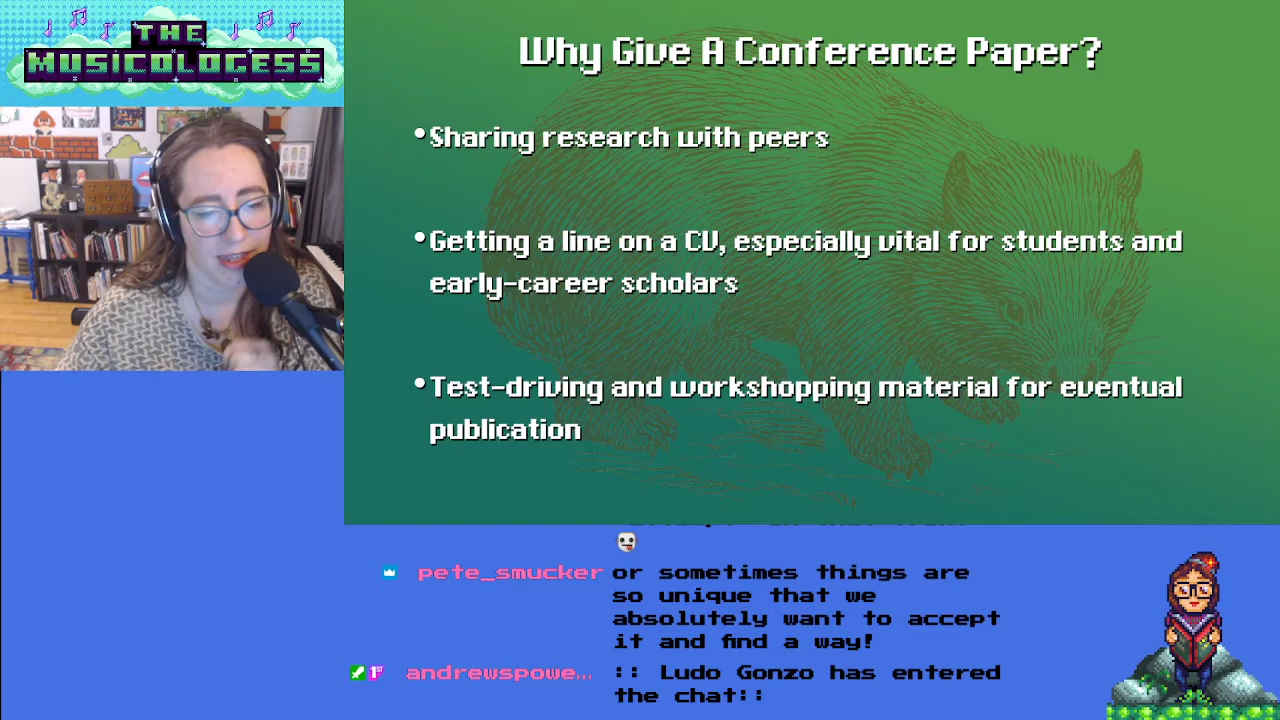 THE
MUSICOLOGESS
Why Give A Conference Paper?
•Sharing research with peers
•Getting a line on a CV, especially vital for students and
early-career scholars
•Test-driving and workshopping material for eventual
publication
pete_smucker or sometimes things are
so unique that we
absolutely want to accept
it and find a way!
andrewspowe... :: Ludo Gonzo has entered
the chat::